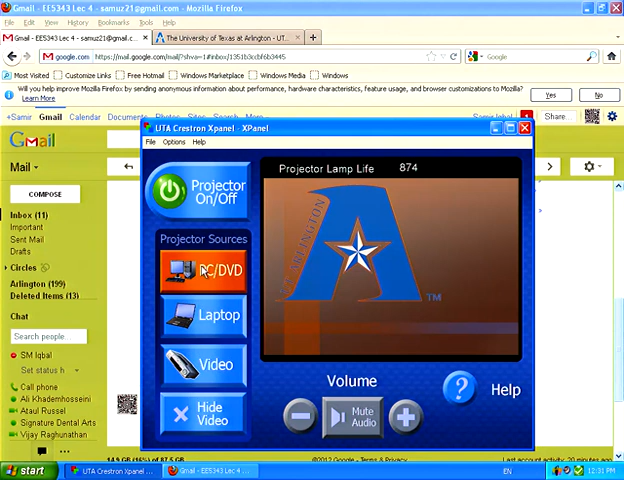 Gmail - EE5343 Lec 4 - samuz21@gmail.com - Mozilla Firefox
File Edit View History Bookmarks Tools Help
Gmail - EE5343 Lec 4 - samuz21@gmail.c...
The University of Texas at Arlington - UT...
google.com https://mail.google.com/mail/?shva=1#inbox/1351b3ccbf6b3445
Google
Most Visited Customize Links Free Hotmail Windows Marketplace Windows Media Windows
Will you help improve Mozilla Firefox by sending anonymous information about performance, hardware characteristics, feature usage, and browser customizations to Mozilla?
Learn More
Yes
No
+Samir Gmail Calendar Documents Photos Sites Search More
Samir Iqbal
Share...
Gmail
Mail
COMPOSE
Inbox (11)
Important
Sent Mail
Drafts
Circles
Arlington (199)
Deleted Items (13)
Chat
Search people...
SM Iqbal
Set status h
Call phone
Ali Khademhosseini
Ataul Russel
Signature Dental Arts
Vijay Raghunathan
UTA Crestron Xpanel - XPanel
File Options Help
Projector
On/Off
Projector Sources
PC/DVD
Laptop
Video
Hide
Video
Projector Lamp Life 874
ARLINGTON
TM
Volume
Mute
Audio
Help
©2012 Google - Terms &
Last account activity: 20 minutes
start
UTA Crestron Xpanel ...
Gmail - EE5343 Lec 4 ...
EN
12:31 PM